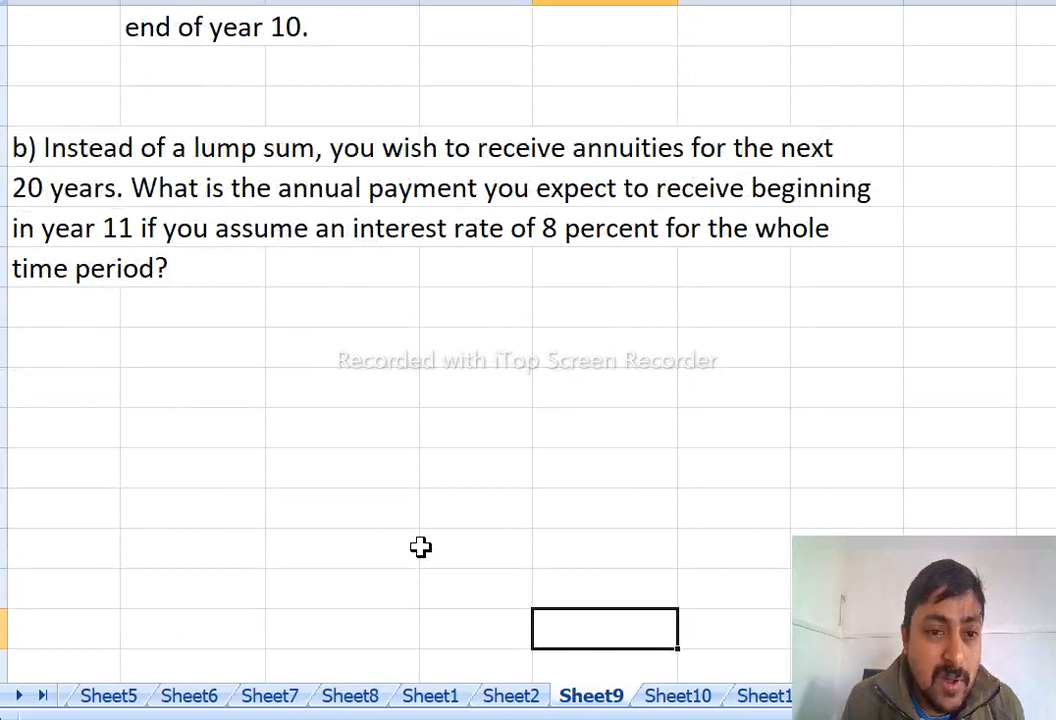 end of year 10.
b) Instead of a lump sum, you wish to receive annuities for the next
20 years. What is the annual payment you expect to receive beginning
in year 11 if you assume an interest rate of 8 percent for the whole
time period?
Recorded with iTop Screen Recorder
Sheet5 Sheet6 Sheet7 Sheet8 Sheet1 Sheet2 Sheet9 Sheet10 Sheet1